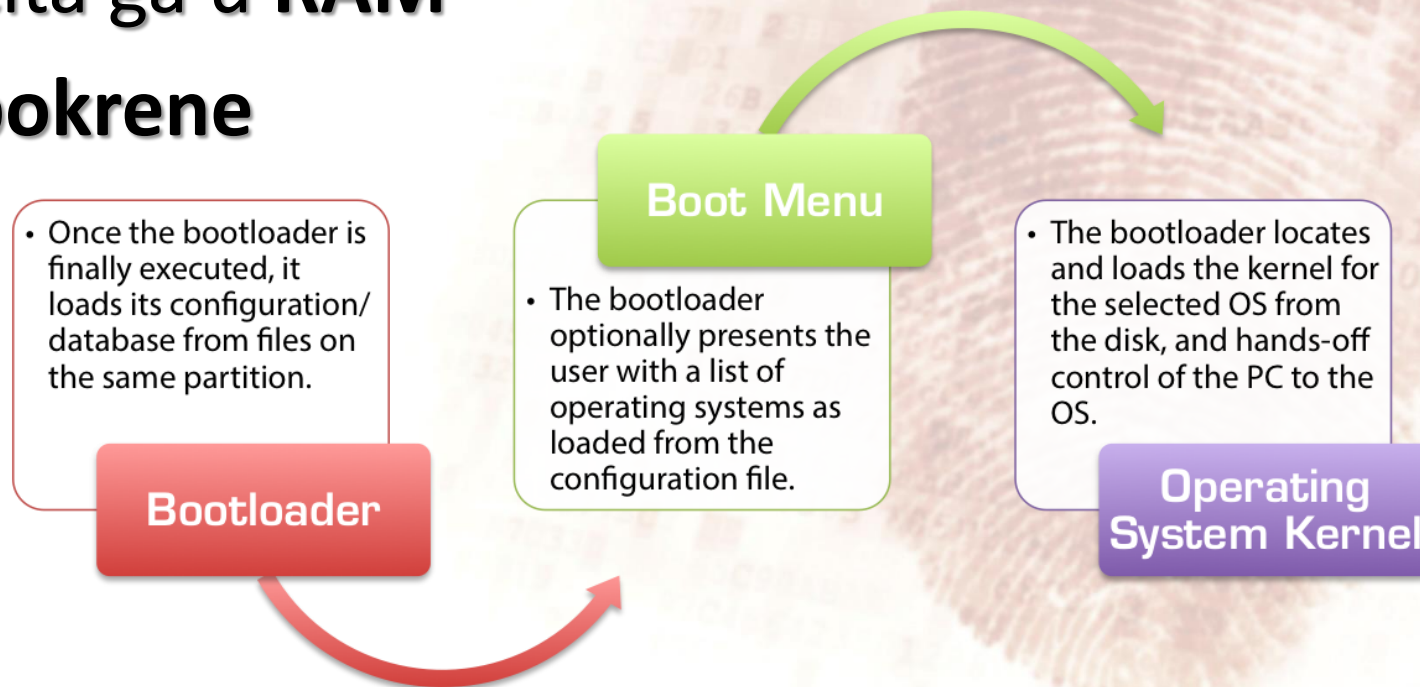 ga u RAM
Once the bootloader is
finally executed, it
loads its configuration/
database from files on
the same partition.
Bootloader
Boot Menu
The bootloader
optionally presents the
user with a list of
operating systems as
loaded from the
configuration file.
The bootloader locates
and loads the kernel for
the selected OS from
the disk, and hands-off
control of the PC to the
OS.
Operating
System Kernel